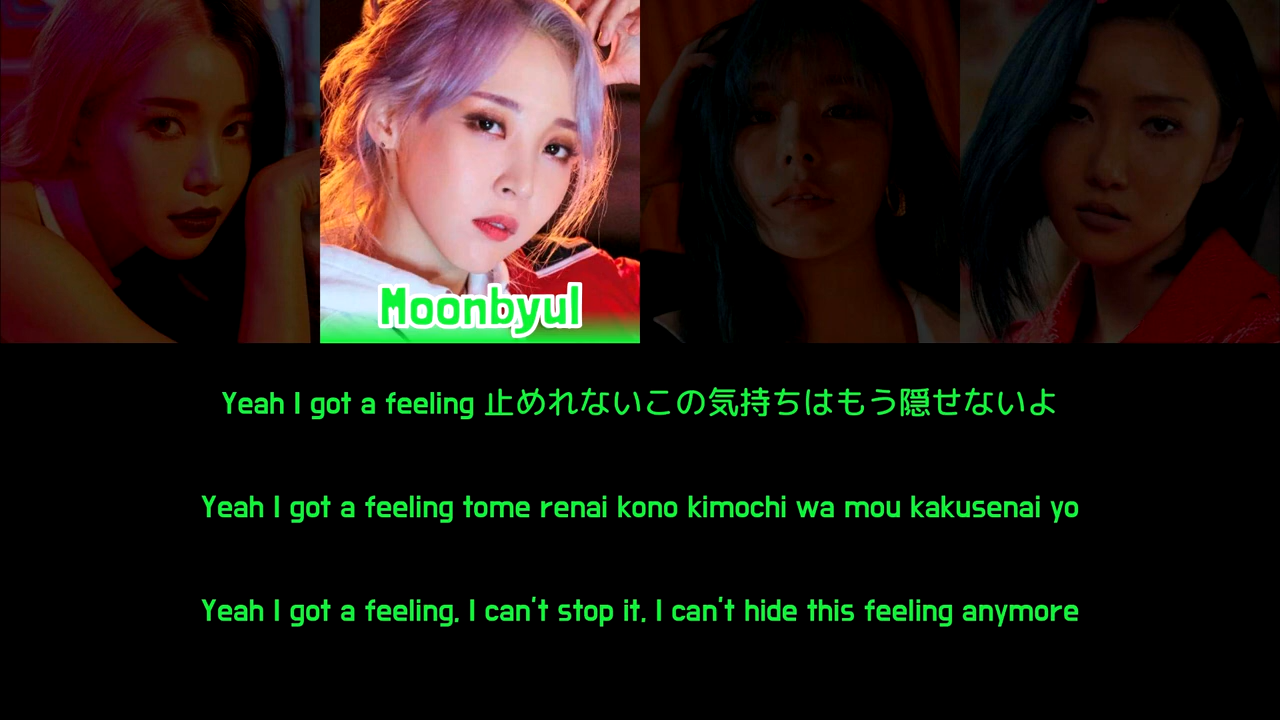 Moonbyul
Yeah I got a feeling 止めれないこの気持ちはもう隠せないよ
Yeah I got a feeling tome renai kono kimochi wa mou kakusenai yo
Yeah I got a feeling, I can't stop it, I can't hide this feeling anymore